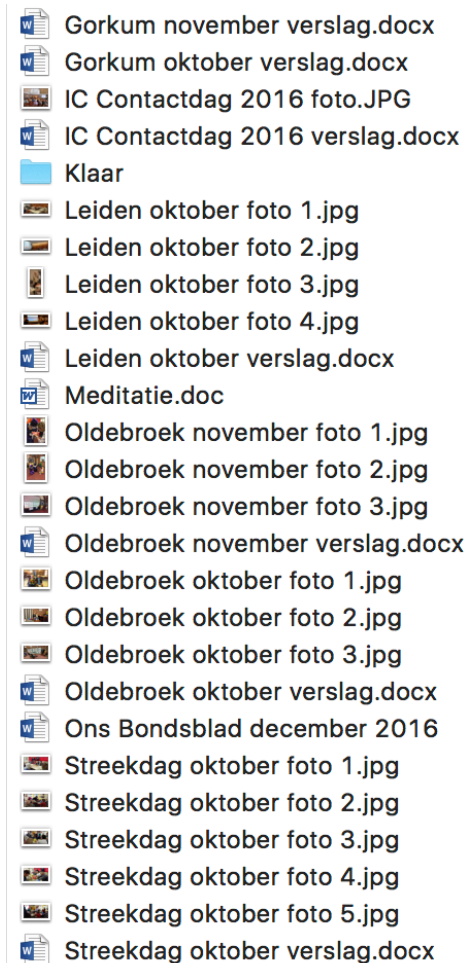 Gorkum november verslag.docx
Gorkum oktober verslag.docx
IC Contactdag 2016 foto.JPG
IC Contactdag 2016 verslag.docx
Klaar
Leiden oktober foto 1.jpg
Leiden oktober foto 2.jpg
Leiden oktober foto 3.jpg
Leiden oktober foto 4.jpg
Leiden oktober verslag.docx
Meditatie.doc
Oldebroek november foto 1.jpg
Oldebroek november foto 2.jpg
Oldebroek november foto 3.jpg
Oldebroek november verslag.docx
Oldebroek oktober foto 1.jpg
Oldebroek oktober foto 2.jpg
Oldebroek oktober foto 3.jpg
Oldebroek oktober verslag.docx
Ons Bondsblad december 2016
Streekdag oktober foto 1.jpg
Streekdag oktober foto 2.jpg
Streekdag oktober foto 3.jpg
Streekdag oktober foto 4.jpg
Streekdag oktober foto 5.jpg
Streekdag oktober verslag.docx